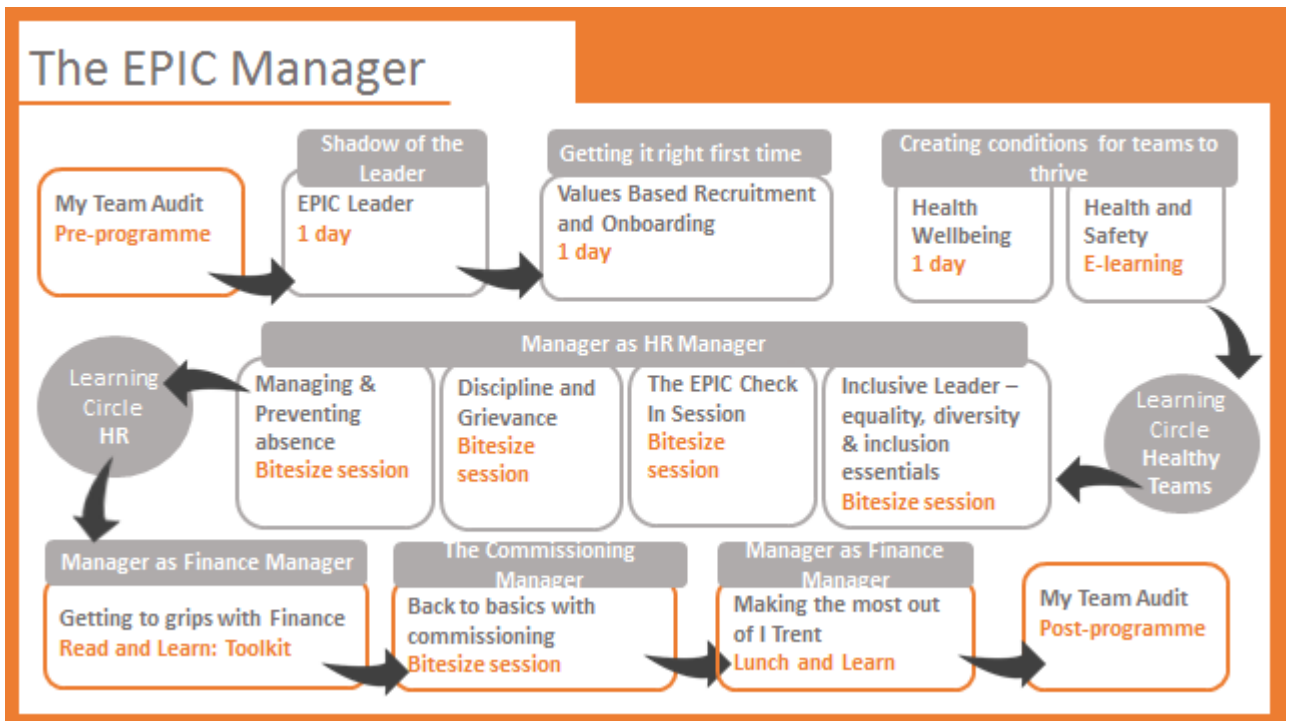 The EPIC Manager
Shadow of the
Leader
My Team Audit
Pre-programme
EPIC Leader
1 day
Getting it right first time
Values Based Recruitment
and Onboarding
1 day
Creating conditions for teams to
thrive
Health
Wellbeing
1 day
Health and
Safety
E-learning
Learning
Circle
Healthy
Teams
Manager as HR Manager
Inclusive Leader –
equality, diversity
& inclusion
essentials
Bitesize session
The EPIC Check
In Session
Bitesize
session
Discipline and
Grievance
Bitesize
session
Managing &
Preventing
absence
Bitesize session
Learning
Circle
HR
Manager as Finance Manager
Getting to grips with Finance
Read and Learn: Toolkit
The Commissioning
Manager
Back to basics with
commissioning
Bitesize session
Manager as Finance
Manager
Making the most out
of I Trent
Lunch and Learn
My Team Audit
Post-programme